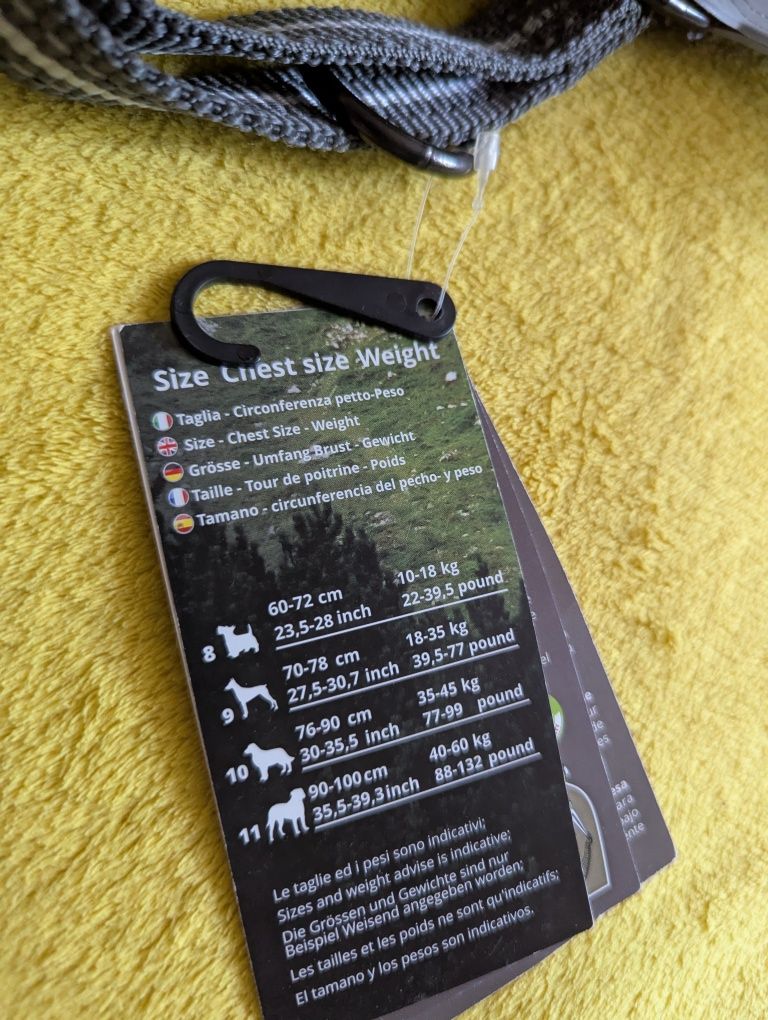 Size Chest size Weight
Taglia - Circonferenza petto-Peso
Size - Chest Size - Weight
Grösse - Umfang Brust - Gewicht
Taille - Tour de poitrine - Poids
Tamano - circunferencia del pecho- y peso
60-72 cm 10-18 kg
8 23,5-28 inch 22-39,5 pound
70-78 cm 18-35 kg
9 27,5-30,7 inch 39,5-77 pound
76-90 cm 35-45 kg
10 30-35,5 inch 77-99 pound
90-100 cm 40-60 kg
11 35,5-39,3 inch 88-132 pound
Le taglie ed i pesi sono indicativi;
Sizes and weight advise is indicative;
Die Grössen und Gewichte sind nur
Beispiel Weisend angegeben worden;
Les tailles et les poids ne sont qu'indicatifs;
El tamano y los pesos son indicativos.